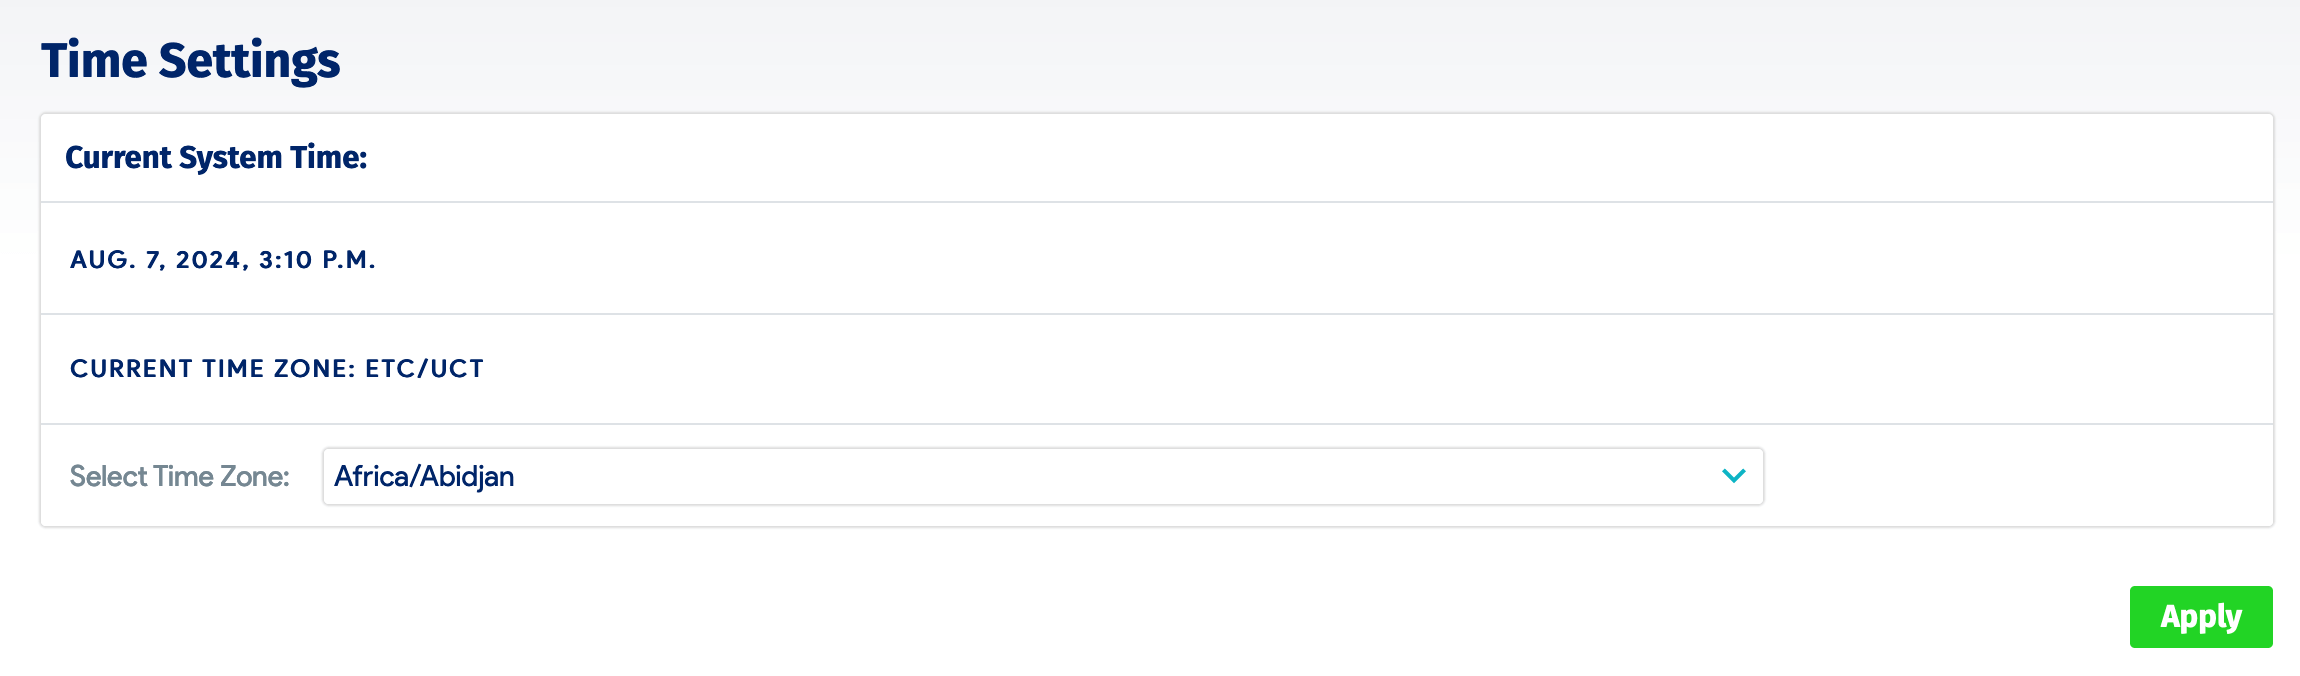 Time Settings
Current System Time:
AUG. 7, 2024, 3:10 P.M.
CURRENT TIME ZONE: ETC/UCT
Select Time Zone: Africa/Abidjan
Apply